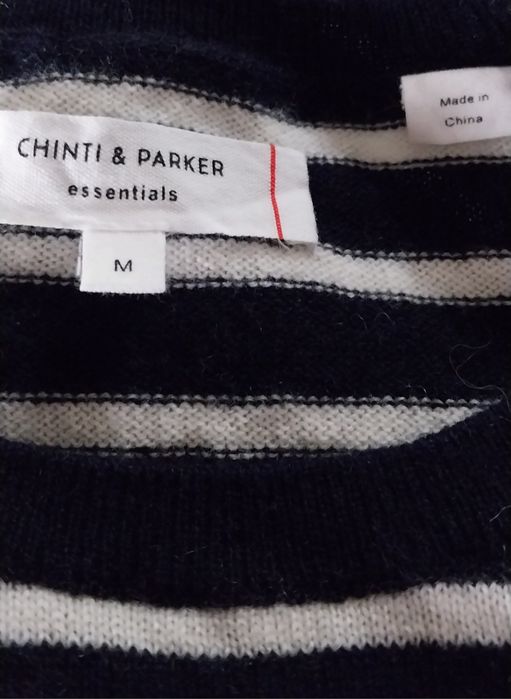 CHINTI & PARKER
essentials
M
Made in
China